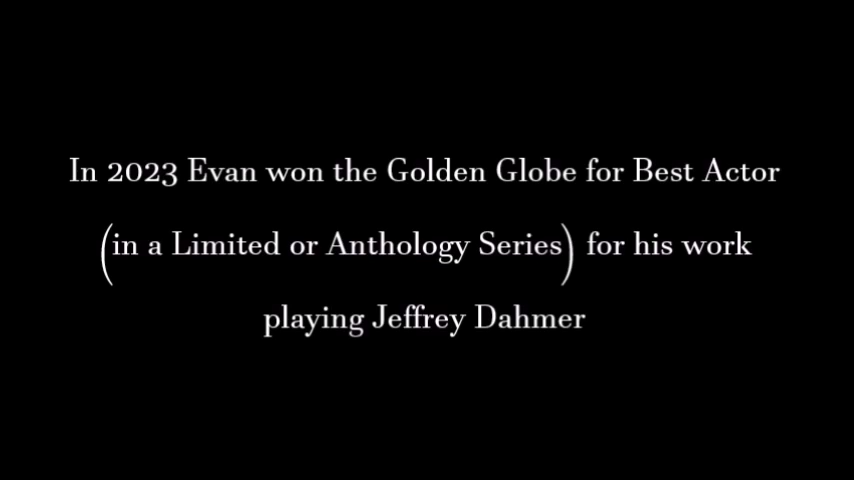 In 2023 Evan won the Golden Globe for Best Actor
(in a Limited or Anthology Series) for his work
playing Jeffrey Dahmer